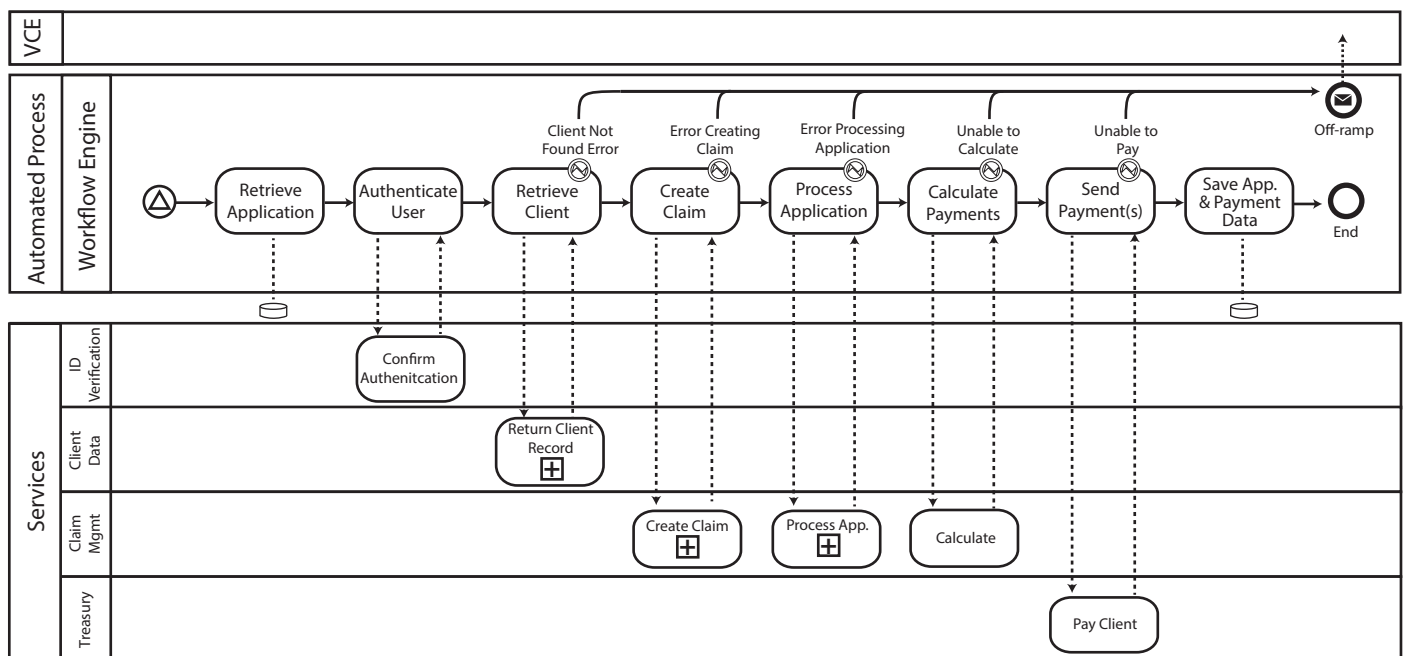 VCE
Automated Process
Workflow Engine
Client Not
Found Error
Error Creating
Claim
Error Processing
Application
Unable to
Calculate
Unable to
Pay
Off-ramp
Retrieve
Application
Authenticate
User
Retrieve
Client
Create
Claim
Process
Application
Calculate
Payments
Send
Payment(s)
Save App.
& Payment
Data
End
Services
ID
Verification
Confirm
Authenitcation
Client
Data
Return Client
Record
Claim
Mgmt
Create Claim
Process App.
Calculate
Treasury
Pay Client